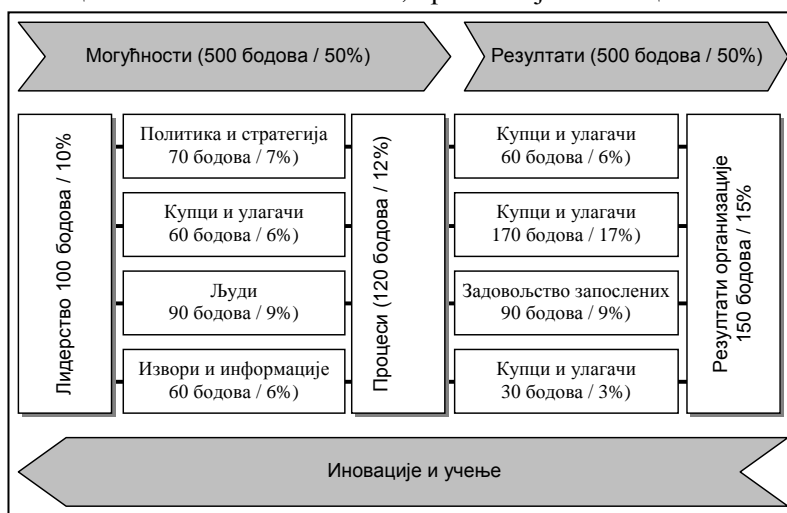 Могућности (500 бодова / 50%)
Резултати (500 бодова / 50%)
Лидерство 100 бодова / 10%
Политика и стратегија
70 бодова / 7%)
Купци и улагачи
60 бодова / 6%)
Људи
90 бодова / 9%)
Извори и информације
60 бодова / 6%)
Процеси (120 бодова / 12%)
Купци и улагачи
60 бодова / 6%)
Купци и улагачи
170 бодова / 17%)
Задовољство запослених
90 бодова / 9%)
Купци и улагачи
30 бодова / 3%)
Резултати организације
150 бодова / 15%
Иновације и учење